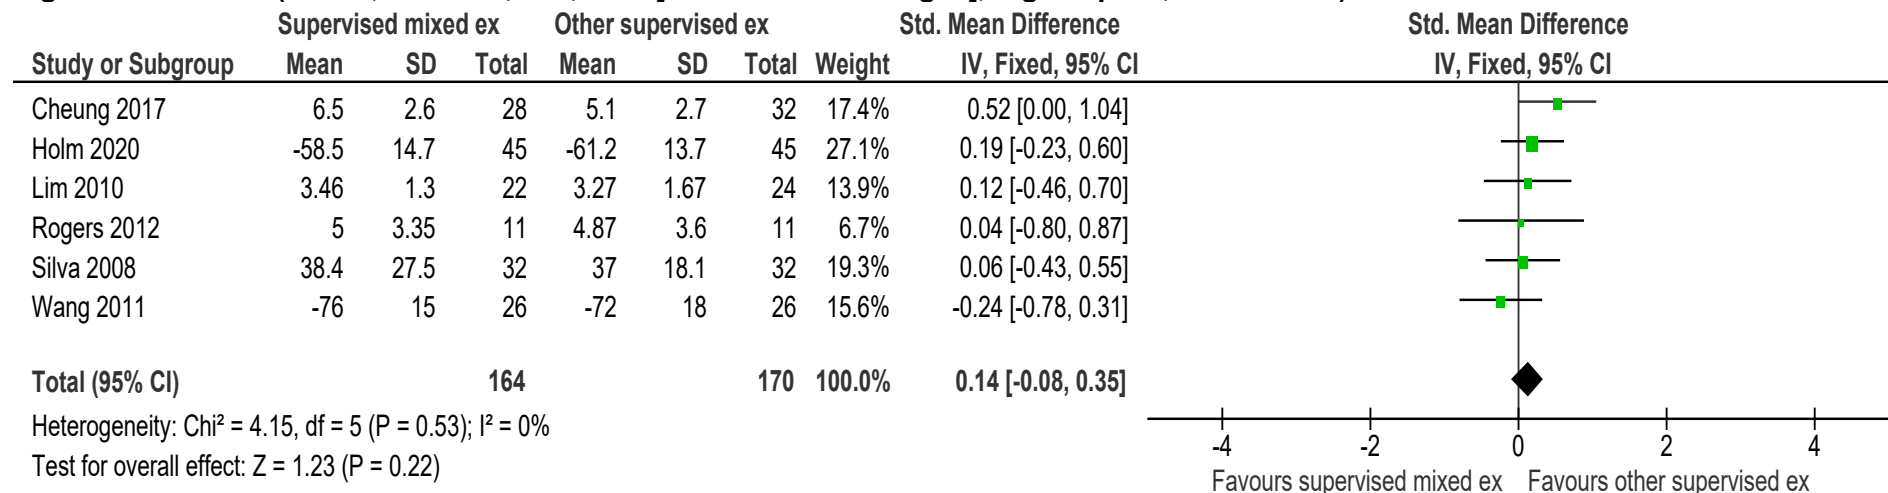 Supervised mixed ex Other supervised ex Std. Mean Difference Std. Mean Difference
Study or Subgroup Mean SD Total Mean SD Total Weight IV, Fixed, 95% CI IV, Fixed, 95% CI
Cheung 2017 6.5 2.6 28 5.1 2.7 32 17.4% 0.52 [0.00, 1.04]
Holm 2020 -58.5 14.7 45 -61.2 13.7 45 27.1% 0.19 [-0.23, 0.60]
Lim 2010 3.46 1.3 22 3.27 1.67 24 13.9% 0.12 [-0.46, 0.70]
Rogers 2012 5 3.35 11 4.87 3.6 11 6.7% 0.04 [-0.80, 0.87]
Silva 2008 38.4 27.5 32 37 18.1 32 19.3% 0.06 [-0.43, 0.55]
Wang 2011 -76 15 26 -72 18 26 15.6% -0.24 [-0.78, 0.31]
Total (95% CI) 164 170 100.0% 0.14 [-0.08, 0.35]
Heterogeneity: Chi² = 4.15, df = 5 (P = 0.53); I² = 0%
Test for overall effect: Z = 1.23 (P = 0.22)
-4 -2 0 2 4
Favours supervised mixed ex Favours other supervised ex